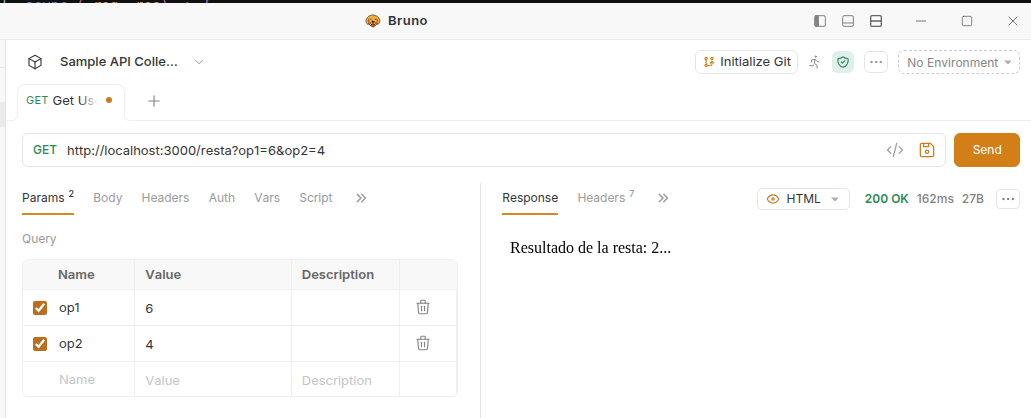 Bruno
Sample API Colle...
Initialize Git
No Environment
GET Get Us
GET http://localhost:3000/resta?op1=6&op2=4
Send
Params 2 Body Headers Auth Vars Script
Response Headers 7
HTML
200 OK 162ms 27B
Query
Name Value Description
op1 6
op2 4
Name Value Description
Resultado de la resta: 2...